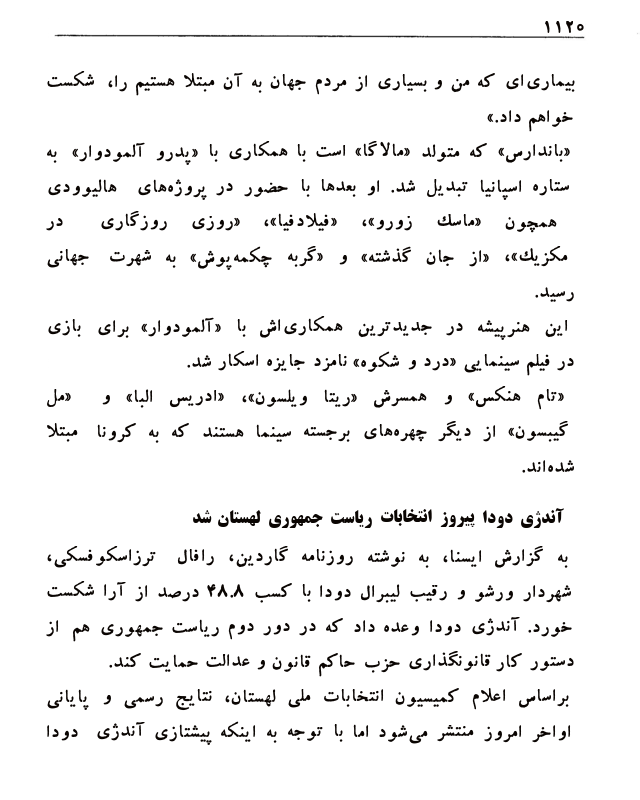 ۱۱۲۰
بیماری‌ای که من و بسیاری از مردم جهان به آن مبتلا هستیم را، شکست
خواهم داد.»
«باندارس» که متولد «مالاگا» است با همکاری با «پدرو آلمودوار» به
ستاره اسپانیا تبدیل شد. او بعدها با حضور در پروژه‌های هالیوودی
همچون «ماسك زورو»، «فیلادفیا»، «روزی روزگاری در
مکزیك»، «از جان گذشته» و «گربه چکمه‌پوش» به شهرت جهانی
رسید.
این هنرپیشه در جدیدترین همکاری‌اش با «آلمودوار» برای بازی
در فیلم سینمایی «درد و شکوه» نامزد جایزه اسکار شد.
«تام هنکس» و همسرش «ریتا ویلسون»، «ادریس البا» و «مل
گیبسون» از دیگر چهره‌های برجسته سینما هستند که به کرونا مبتلا
شده‌اند.
آندژی دودا پیروز انتخابات ریاست جمهوری لهستان شد
به گزارش ایسنا، به نوشته روزنامه گاردین، رافال ترزاسکوفسکی،
شهردار ورشو و رقیب لیبرال دودا با کسب ۴۸.۸ درصد از آرا شکست
خورد. آندژی دودا وعده داد که در دور دوم ریاست جمهوری هم از
دستور کار قانونگذاری حزب حاکم قانون و عدالت حمایت کند.
براساس اعلام کمیسیون انتخابات ملی لهستان، نتایج رسمی و پایانی
اواخر امروز منتشر می‌شود اما با توجه به اینکه پیشتازی آندژی دودا